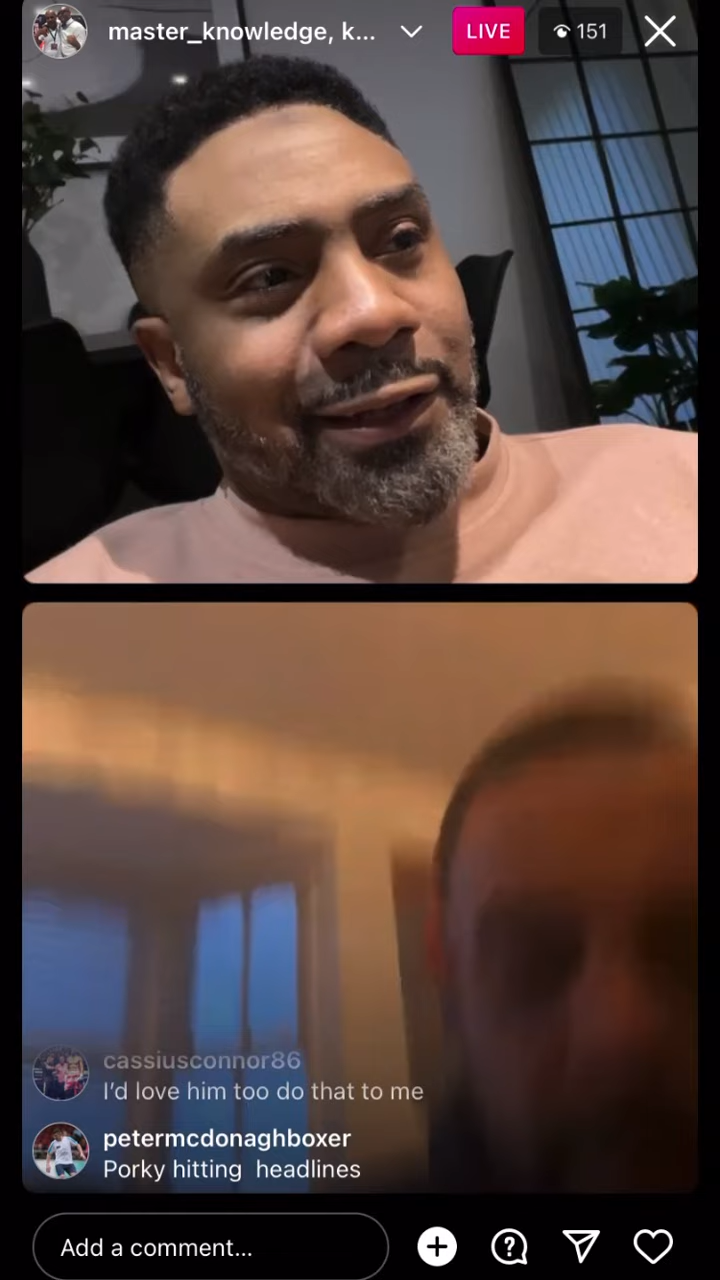 master_knowledge, k...
LIVE
151
cassiusconnor86
I'd love him too do that to me
petermcdonaghboxer
Porky hitting  headlines
Add a comment...